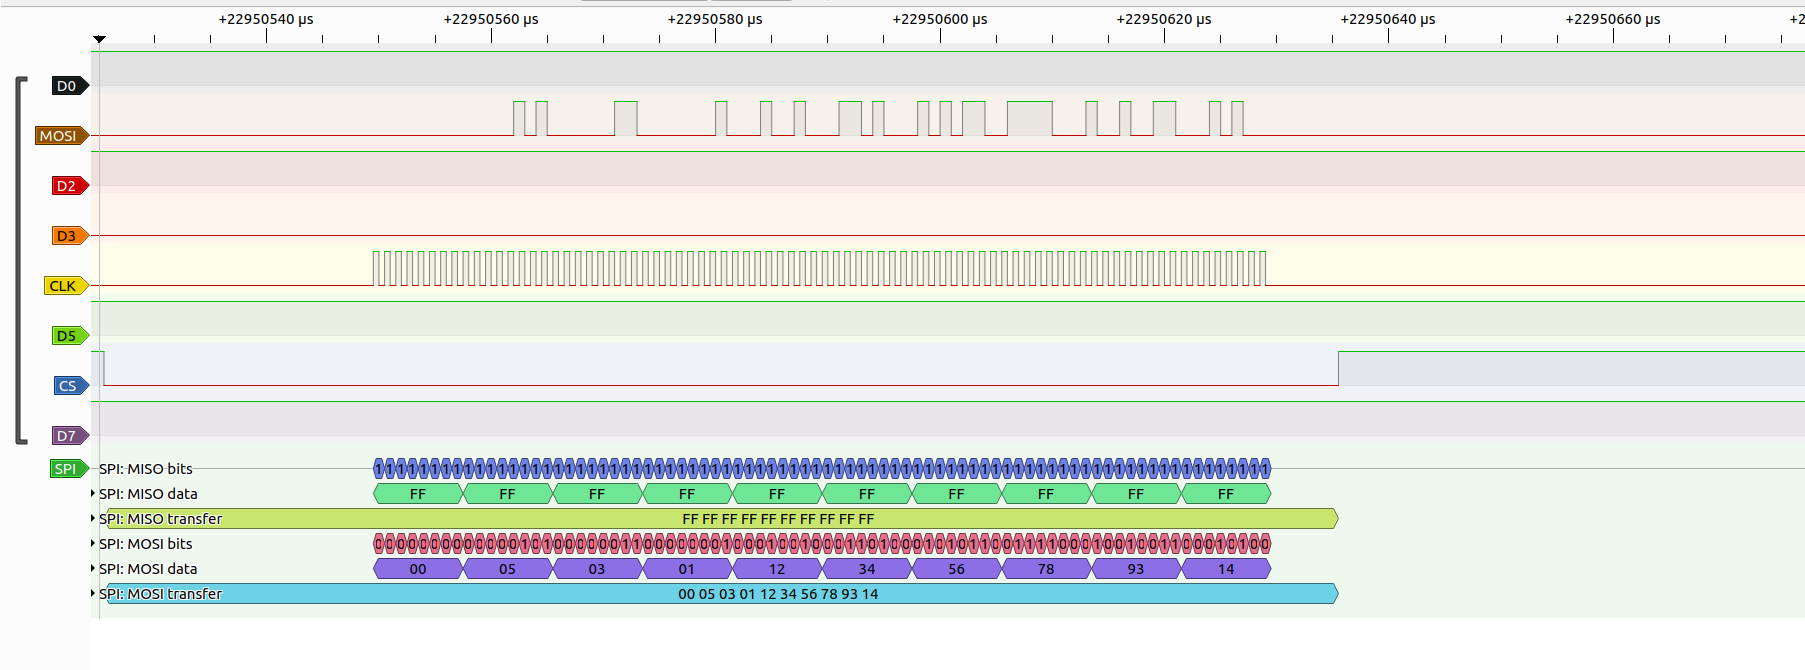 +22950540 µs +22950560 µs +22950580 µs +22950600 µs +22950620 µs +22950640 µs +22950660 µs +2
D0
MOSI
D2
D3
CLK
D5
CS
D7
SPI SPI: MISO bits 11111111111111111111111111111111111111111111111111111111111111111111111111111111
SPI: MISO data FF FF FF FF FF FF FF FF FF FF
SPI: MISO transfer FF FF FF FF FF FF FF FF FF FF
SPI: MOSI bits 00000000000001010000001100000001000100100011010001010110011110001001001100010100
SPI: MOSI data 00 05 03 01 12 34 56 78 93 14
SPI: MOSI transfer 00 05 03 01 12 34 56 78 93 14